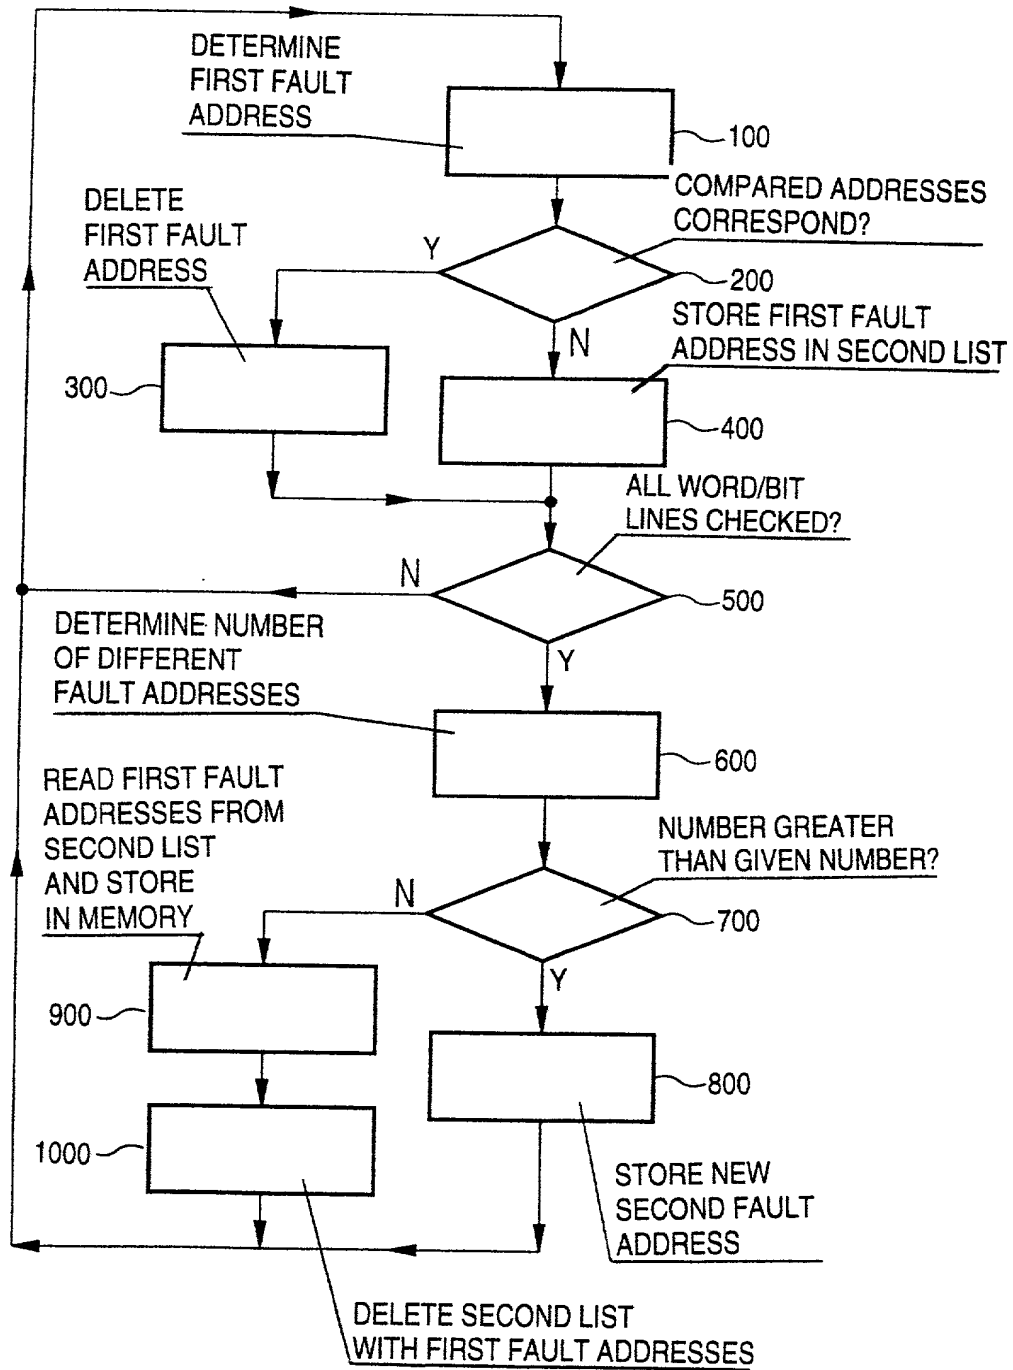 DETERMINE
FIRST FAULT
ADDRESS
100
COMPARED ADDRESSES
CORRESPOND?
DELETE
FIRST FAULT
ADDRESS
Y
200
N
STORE FIRST FAULT
ADDRESS IN SECOND LIST
300
400
ALL WORD/BIT
LINES CHECKED?
N
500
DETERMINE NUMBER
OF DIFFERENT
FAULT ADDRESSES
Y
600
READ FIRST FAULT
ADDRESSES FROM
SECOND LIST
AND STORE
IN MEMORY
NUMBER GREATER
THAN GIVEN NUMBER?
N
700
Y
900
800
1000
STORE NEW
SECOND FAULT
ADDRESS
DELETE SECOND LIST
WITH FIRST FAULT ADDRESSES